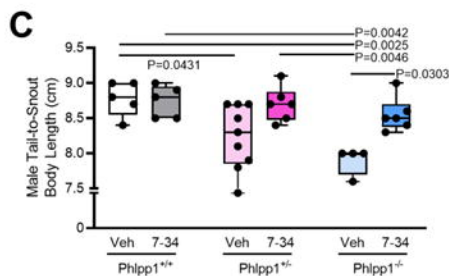 C
P=0.0042
P=0.0025
P=0.0046
P=0.0431
P=0.0303
Male Tail-to-Snout
Body Length (cm)
9.5
9.0
8.5
8.0
7.5
0
Veh 7-34 Veh 7-34 Veh 7-34
Phlpp1+/+ Phlpp1+/- Phlpp1-/-